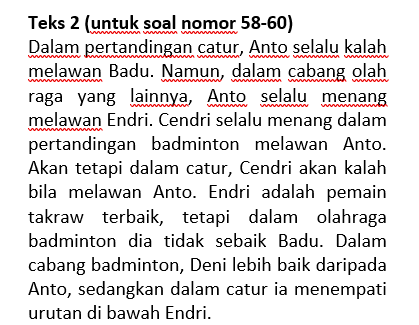 Teks 2 (untuk soal nomor 58-60)
Dalam pertandingan catur, Anto selalu kalah
melawan Badu. Namun, dalam cabang olah
raga yang lainnya, Anto selalu menang
melawan Endri. Cendri selalu menang dalam
pertandingan badminton melawan Anto.
Akan tetapi dalam catur, Cendri akan kalah
bila melawan Anto. Endri adalah pemain
takraw terbaik, tetapi dalam olahraga
badminton dia tidak sebaik Badu. Dalam
cabang badminton, Deni lebih baik daripada
Anto, sedangkan dalam catur ia menempati
urutan di bawah Endri.